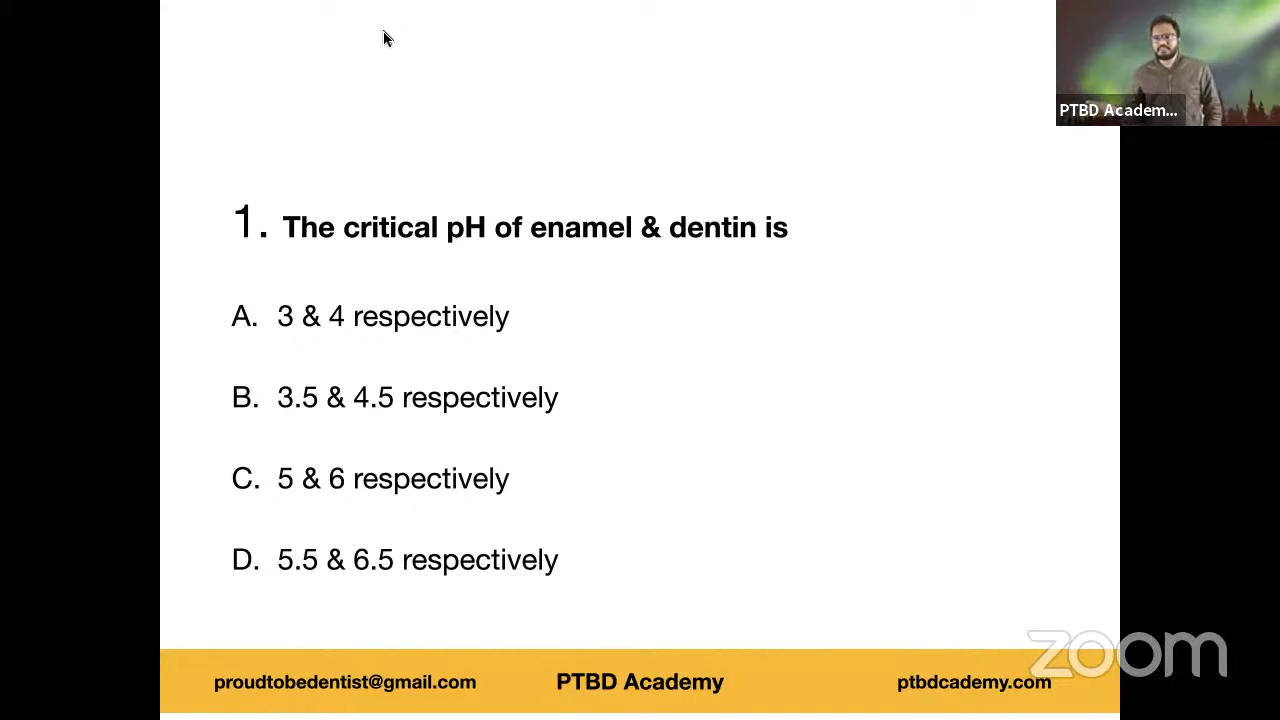 PTBD Academ...
1. The critical pH of enamel & dentin is
A. 3 & 4 respectively
B. 3.5 & 4.5 respectively
C. 5 & 6 respectively
D. 5.5 & 6.5 respectively
zoom
proudtobedentist@gmail.com PTBD Academy ptbdcademy.com